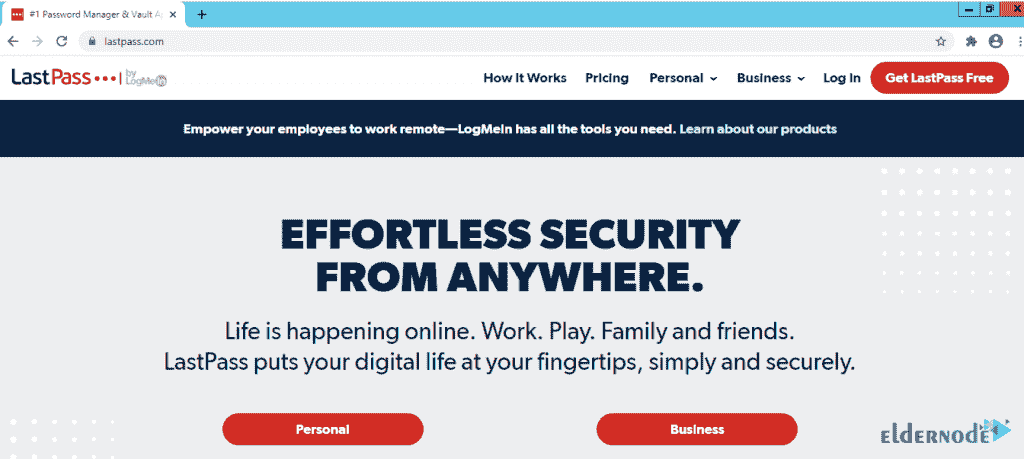 #1 Password Manager & Vault A
lastpass.com
LastPass by LogMeIn
How It Works Pricing Personal Business Log In Get LastPass Free
Empower your employees to work remote—LogMeIn has all the tools you need. Learn about our products
EFFORTLESS SECURITY
FROM ANYWHERE.
Life is happening online. Work. Play. Family and friends.
LastPass puts your digital life at your fingertips, simply and securely.
Personal Business
eldernode